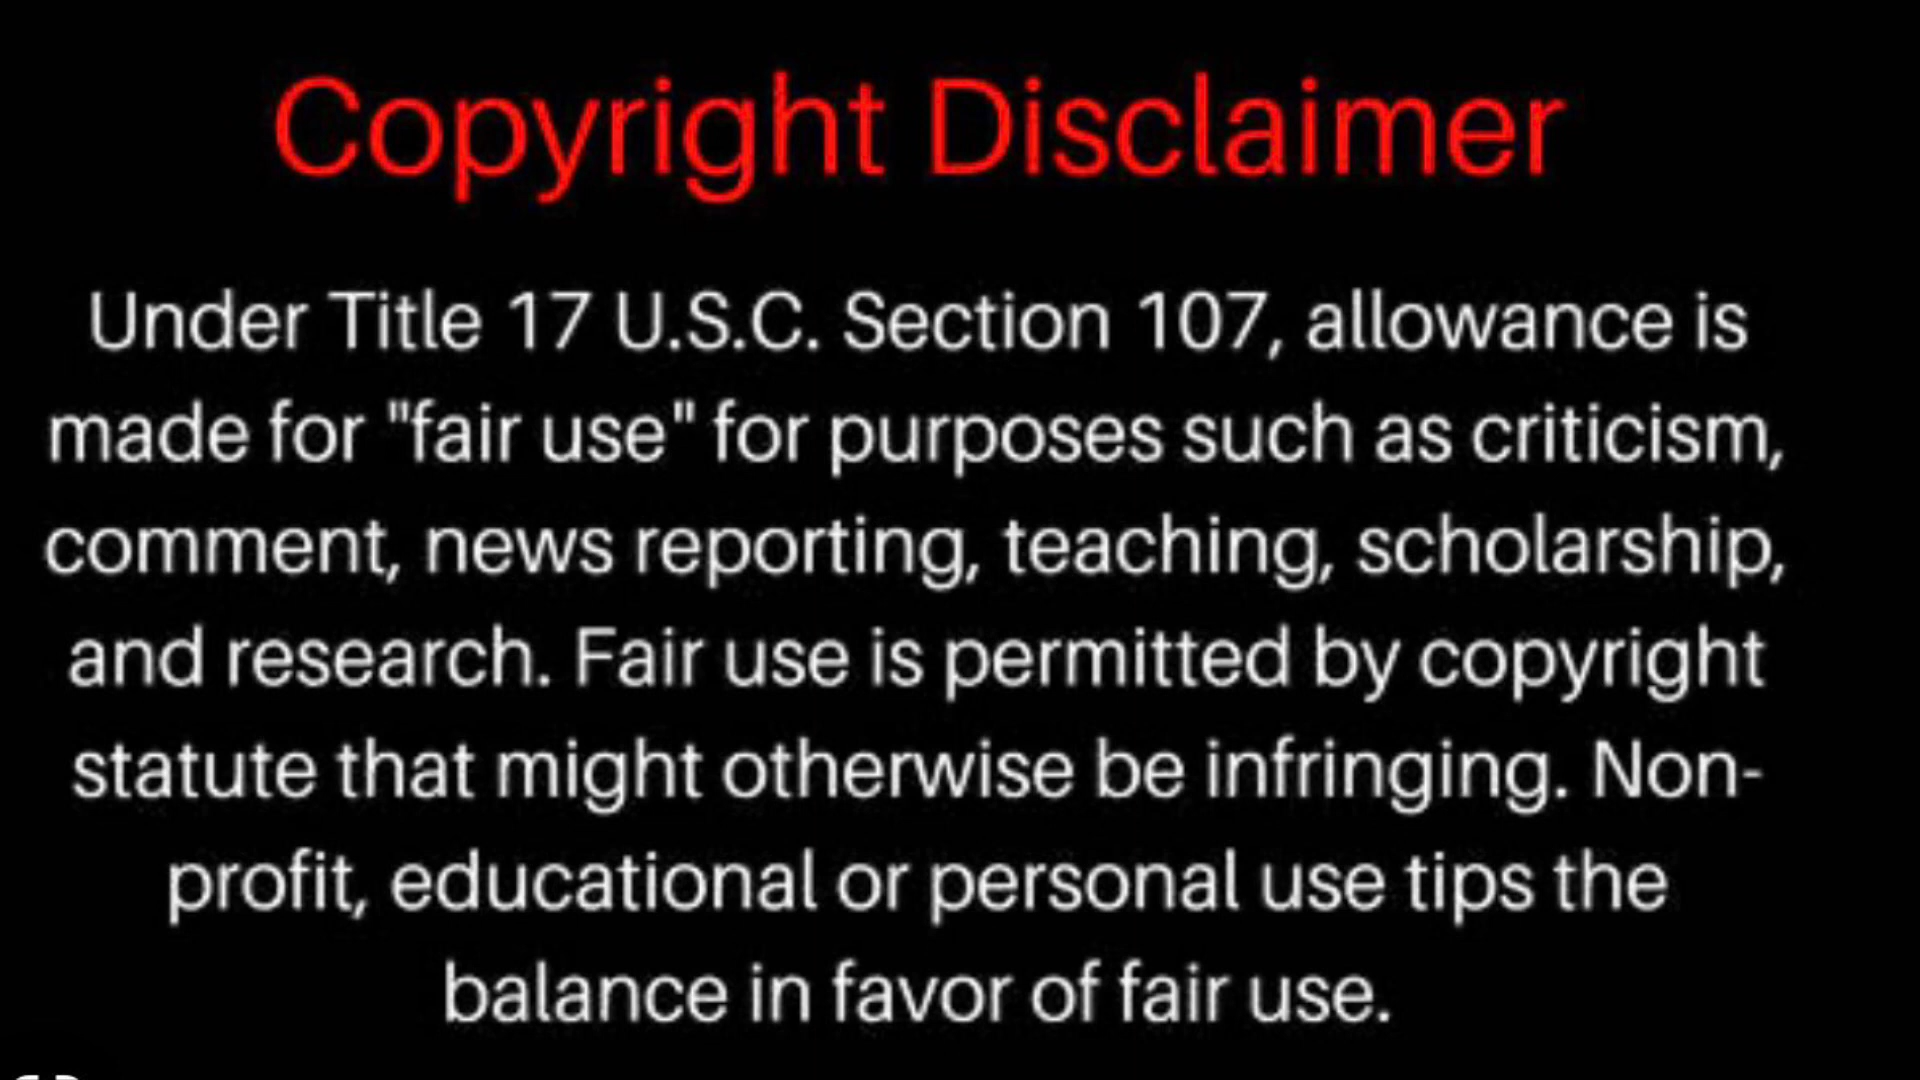 Copyright Disclaimer
Under Title 17 U.S.C. Section 107, allowance is
made for "fair use" for purposes such as criticism,
comment, news reporting, teaching, scholarship,
and research. Fair use is permitted by copyright
statute that might otherwise be infringing. Non-
profit, educational or personal use tips the
balance in favor of fair use.